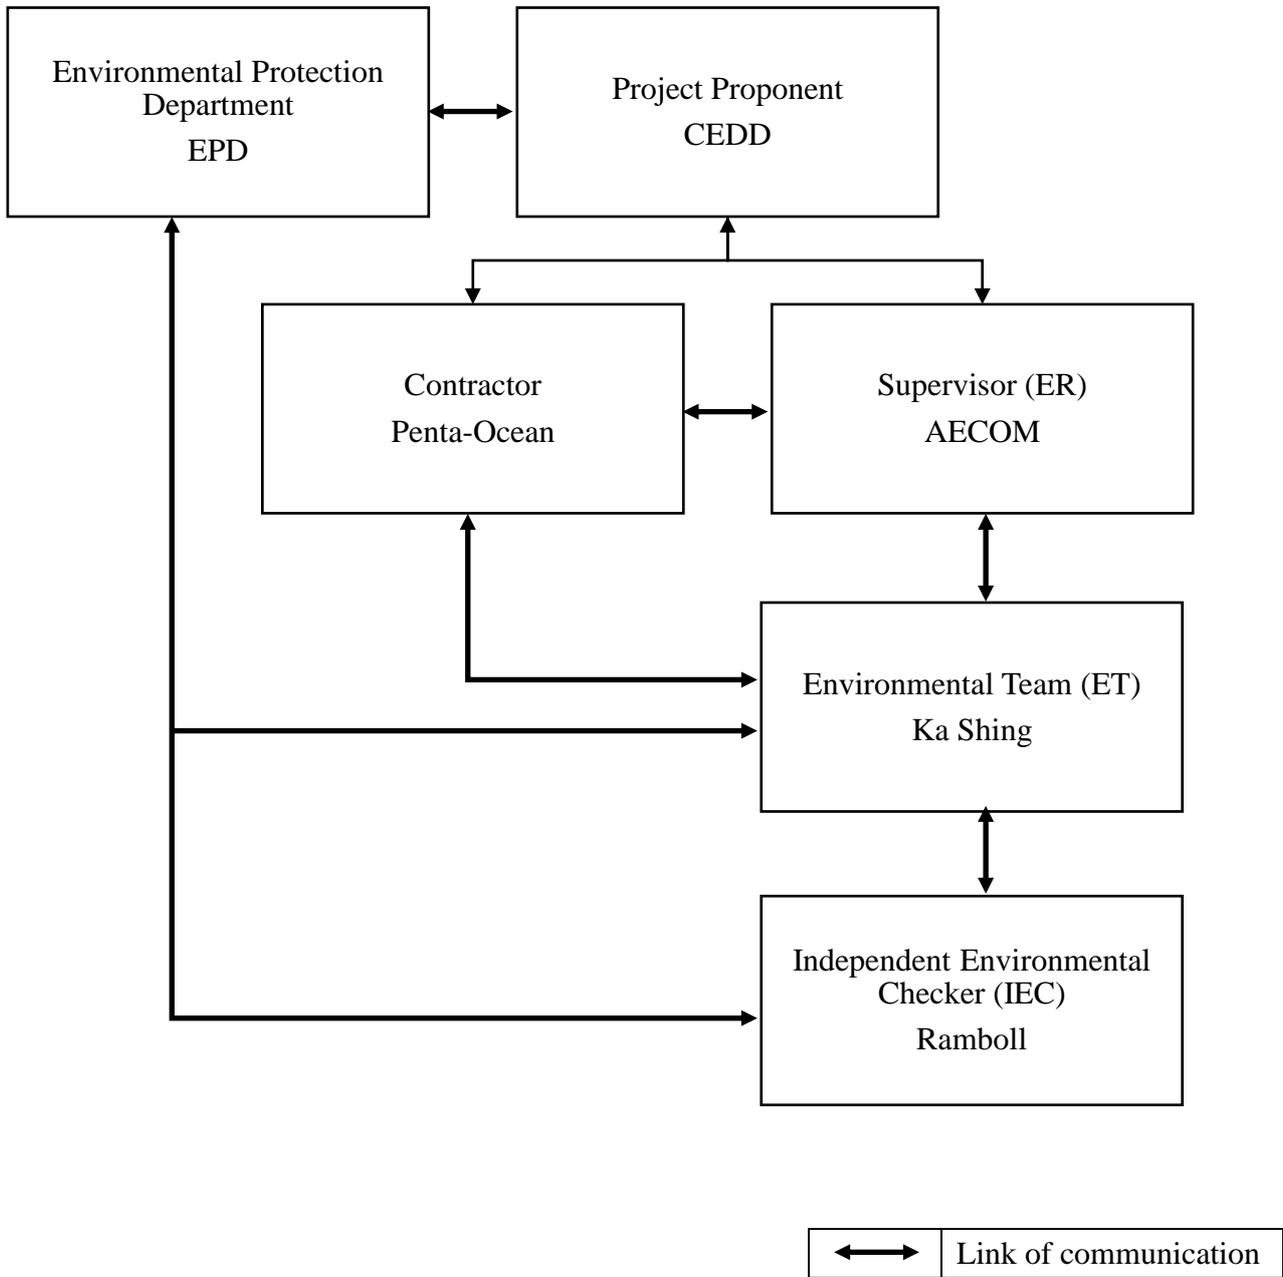 Environmental Protection
Department
EPD
Project Proponent
CEDD
Contractor
Penta-Ocean
Supervisor (ER)
AECOM
Environmental Team (ET)
Ka Shing
Independent Environmental
Checker (IEC)
Ramboll
Link of communication